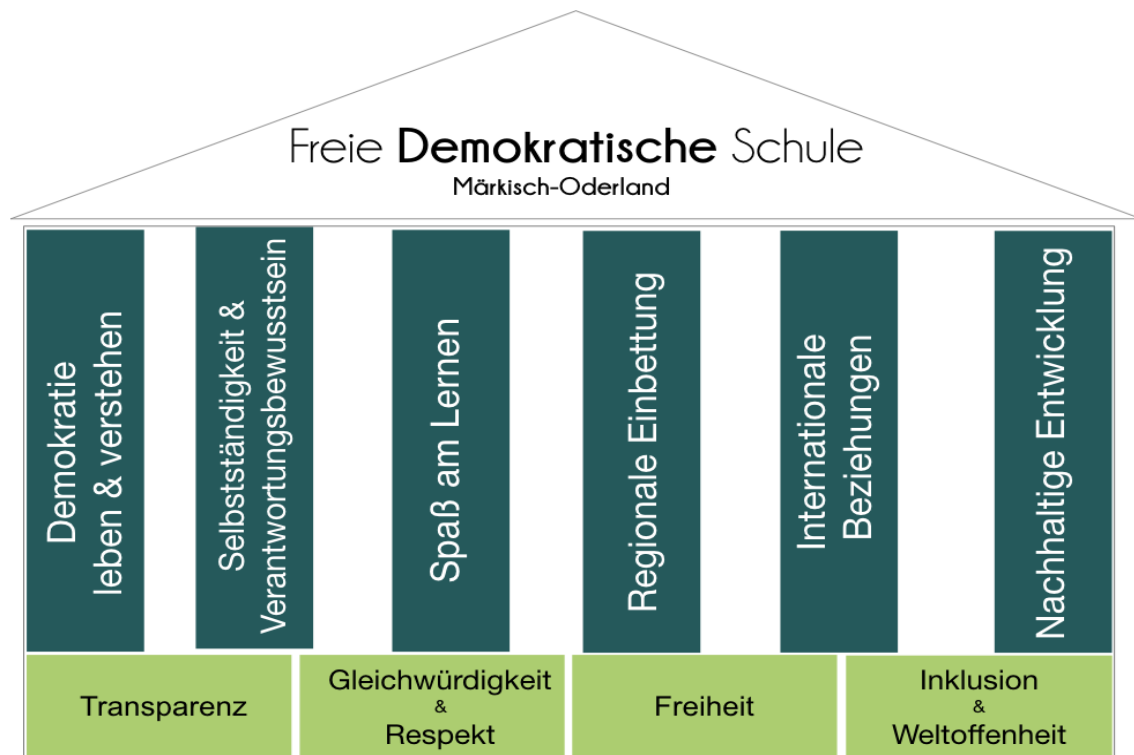 Freie Demokratische Schule
Märkisch-Oderland
Demokratie
leben & verstehen
Selbstständigkeit &
Verantwortungsbewusstsein
Spaß am Lernen
Regionale Einbettung
Internationale
Beziehungen
Nachhaltige Entwicklung
Transparenz
Gleichwürdigkeit
&
Respekt
Freiheit
Inklusion
&
Weltoffenheit